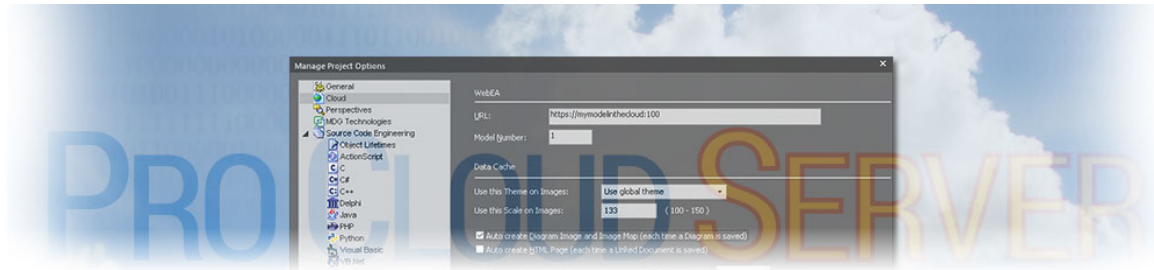 Manage Project Options
General
Cloud
Perspectives
MDG Technologies
Source Code Engineering
Object Lifetimes
ActionScript
C
C#
C++
Delphi
Java
PHP
Python
Visual Basic
VB.Net
WebEA
URL: https://mymodelinthecloud:100
Model Number: 1
Data Cache
Use this Theme on Images: Use global theme
Use this Scale on Images: 133 ( 100 - 150 )
Auto create Diagram Image and Image Map (each time a Diagram is saved)
Auto create HTML Page (each time a Linked Document is saved)
PRO CLOUD SERVER